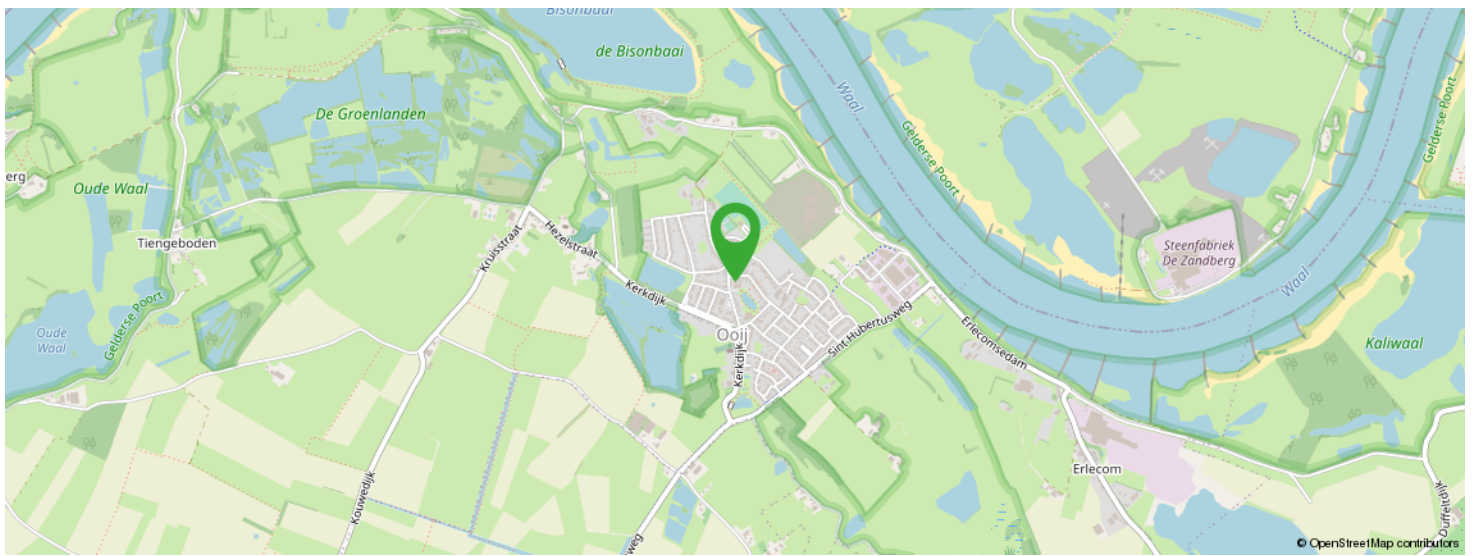 Bisonbaai
de Bisonbaai
De Groenlanden
Waal
Gelderse Poort
Gelderse Poort
erg
Oude Waal
Tiengeboden
Kruisstraat
Hezelstraat
Kerkdijk
Steenfabriek
De Zandberg
Waal
Gelderse Poort
Oude
Waal
Ooij
Kerkdijk
Sint Hubertusweg
Erlecomsedam
Kaliwaal
Kouwedijk
Erlecom
Duffeltdijk
sweg
© OpenStreetMap contributors